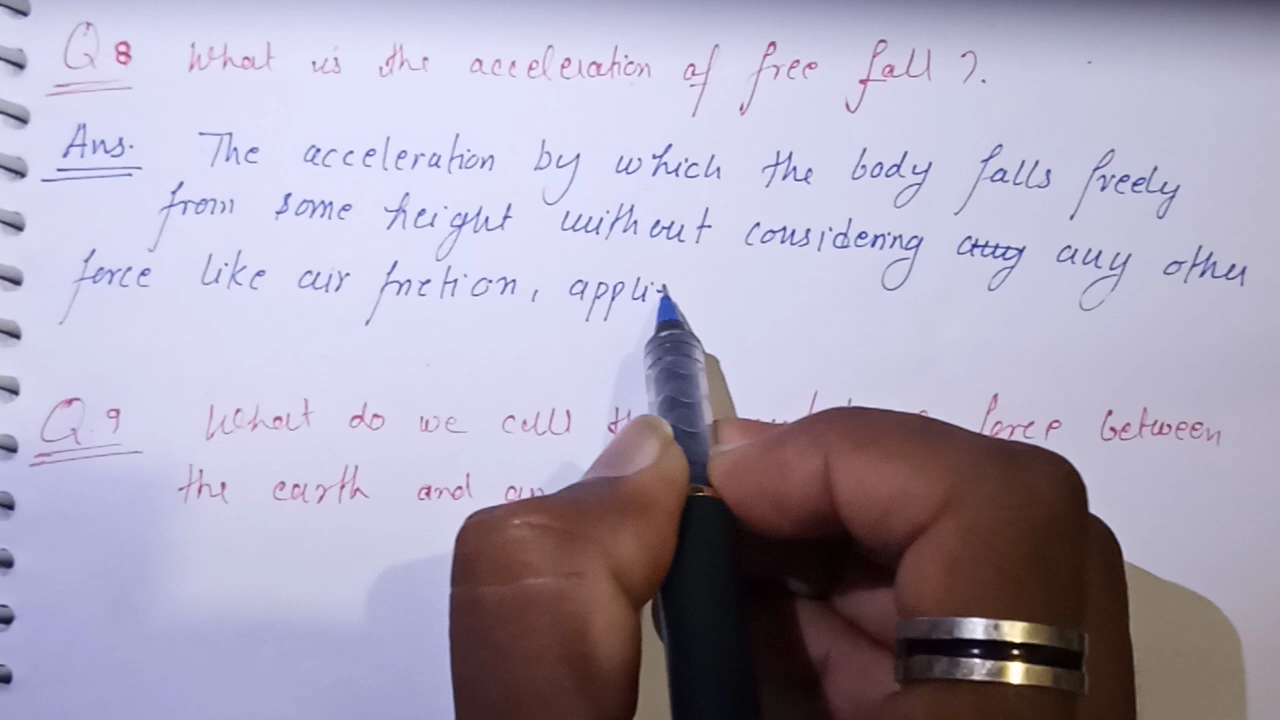 Q.8 What is the acceleration of free fall ?.
Ans. The acceleration by which the body falls freely
from some height without considering any other
force like air friction, appli
Q.9 What do we call force between
the earth and